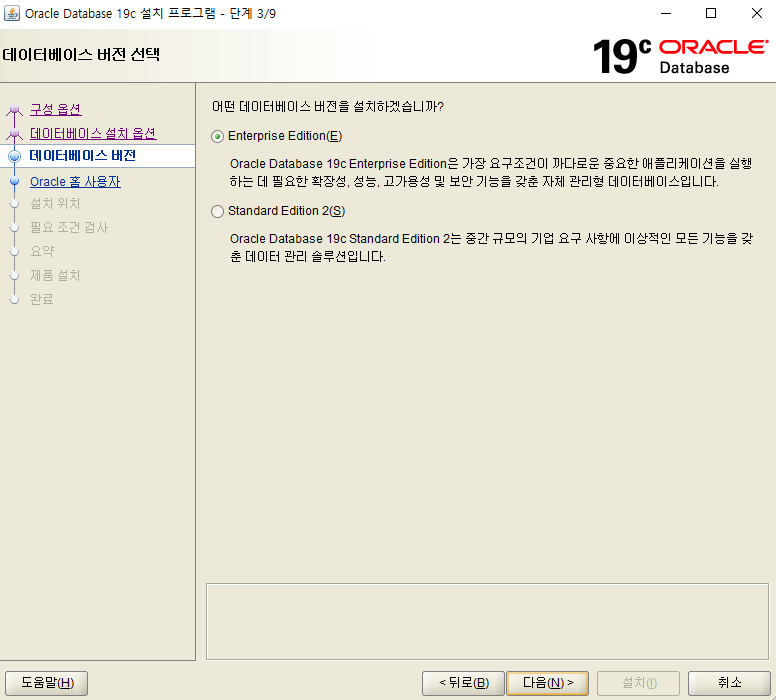 Oracle Database 19c 설치 프로그램 - 단계 3/9
데이터베이스 버전 선택
19c ORACLE
Database
구성 옵션
데이터베이스 설치 옵션
데이터베이스 버전
Oracle 홈 사용자
설치 위치
필요 조건 검사
요약
제품 설치
완료
어떤 데이터베이스 버전을 설치하겠습니까?
Enterprise Edition(E)
Oracle Database 19c Enterprise Edition은 가장 요구조건이 까다로운 중요한 애플리케이션을 실행
하는 데 필요한 확장성, 성능, 고가용성 및 보안 기능을 갖춘 자체 관리형 데이터베이스입니다.
Standard Edition 2(S)
Oracle Database 19c Standard Edition 2는 중간 규모의 기업 요구 사항에 이상적인 모든 기능을 갖
춘 데이터 관리 솔루션입니다.
도움말(H)
< 뒤로(B)
다음(N) >
설치(I)
취소